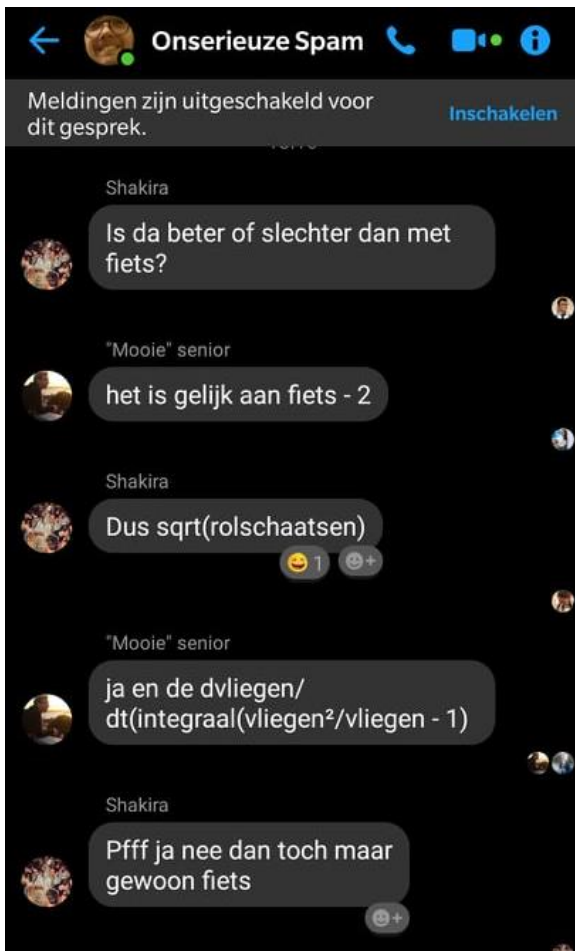 Onserieuze Spam
Meldingen zijn uitgeschakeld voor
dit gesprek.
Inschakelen
Shakira
Is da beter of slechter dan met
fiets?
"Mooie" senior
het is gelijk aan fiets - 2
Shakira
Dus sqrt(rolschaatsen)
1
"Mooie" senior
ja en de dvliegen/
dt(integraal(vliegen²/vliegen - 1)
Shakira
Pfff ja nee dan toch maar
gewoon fiets